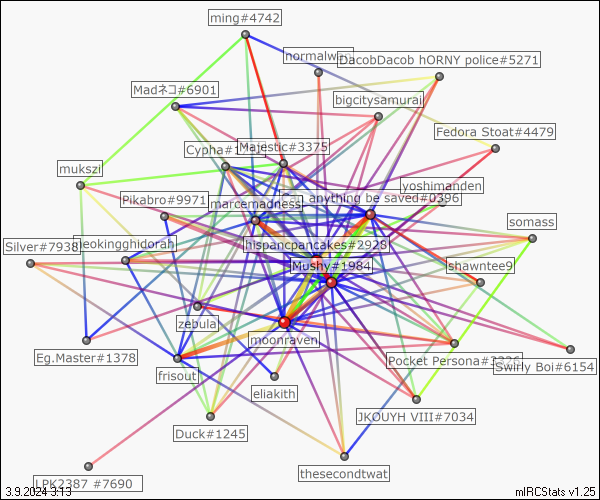 ming#4742
normalwan
DacobDacob hORNY police#5271
Madネコ#6901
bigcitysamurai
Fedora Stoat#4479
Majestic#3375
Cypha#1
mukszi
yoshimanden
anything be saved#0396
Pikabro#9971
marcemadness
somass
hispancpancakes#2928
Silver#7938
neokingghidorah
Mushy#1984
shawntee9
zebulal
moonraven
Eg.Master#1378
Pocket Persona#3226
Swirly Boi#6154
frisout
eliakith
JKOUYH VIII#7034
Duck#1245
thesecondtwat
LPK2387 #7690
3.9.2024 3:13
mIRCStats v1.25